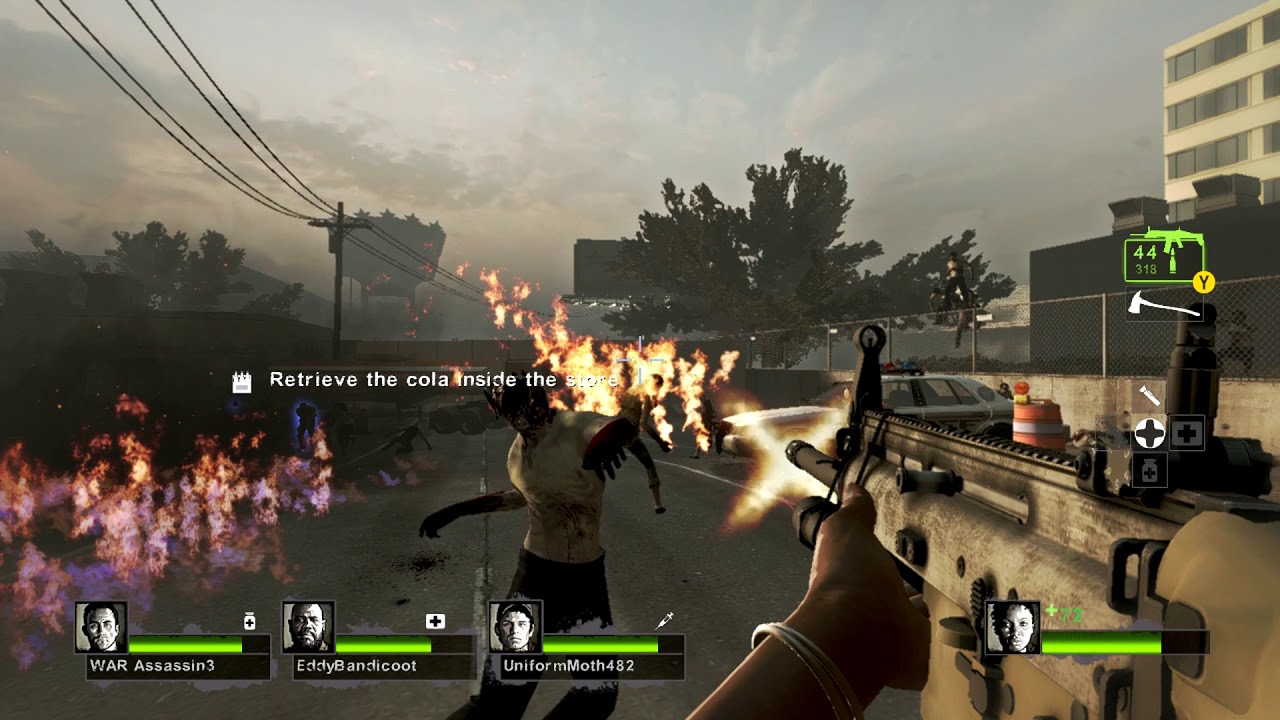 44
318
Y
Retrieve the cola inside the store
72
WAR Assassin3
EddyBandicoot
UniformMoth482